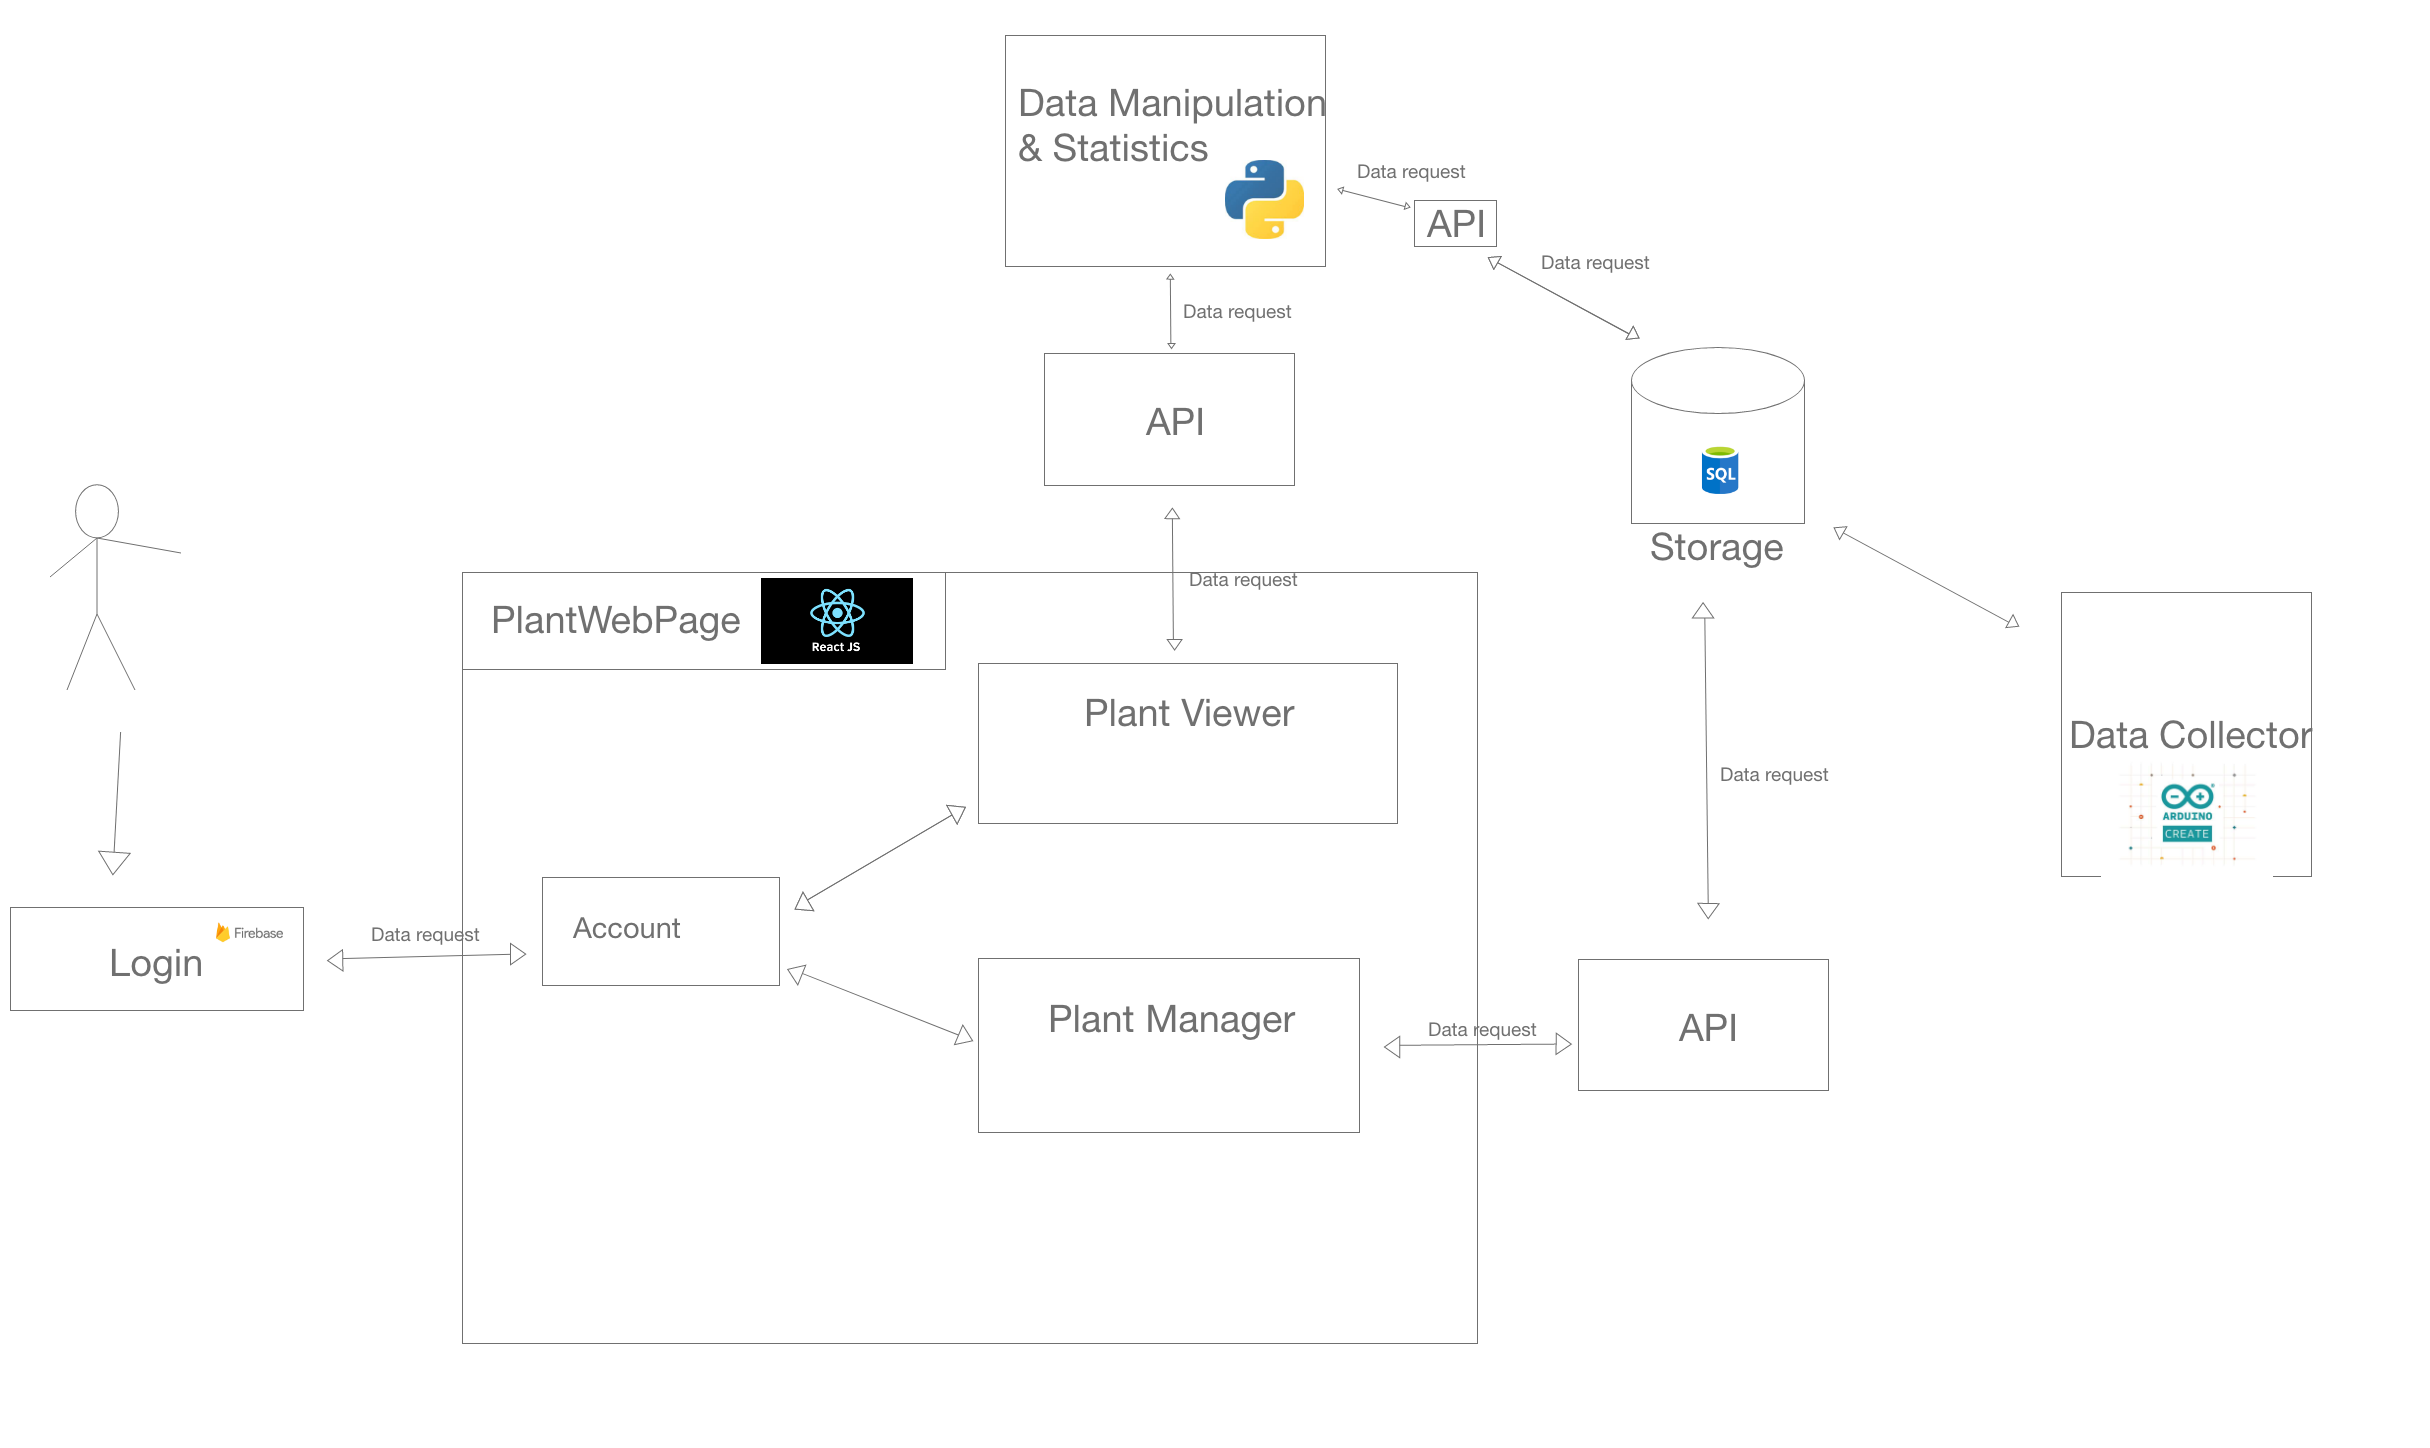 Data Manipulation
& Statistics
Data request
API
Data request
Data request
API
SQL
Storage
Data request
PlantWebPage
React JS
Plant Viewer
Data request
Data Collector
ARDUINO
CREATE
Firebase
Login
Data request
Account
Plant Manager
Data request
API